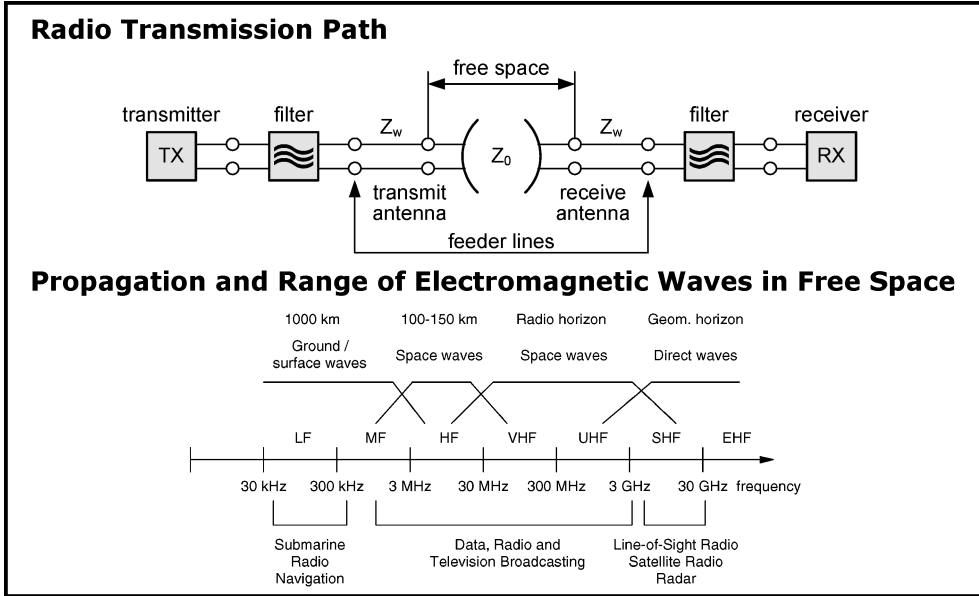 Radio Transmission Path
free space
transmitter
filter
Zw
Zw
filter
receiver
TX
Z0
RX
transmit
antenna
receive
antenna
feeder lines
Propagation and Range of Electromagnetic Waves in Free Space
1000 km
100-150 km
Radio horizon
Geom. horizon
Ground /
surface waves
Space waves
Space waves
Direct waves
LF
MF
HF
VHF
UHF
SHF
EHF
30 kHz
300 kHz
3 MHz
30 MHz
300 MHz
3 GHz
30 GHz
frequency
Submarine
Radio
Navigation
Data, Radio and
Television Broadcasting
Line-of-Sight Radio
Satellite Radio
Radar